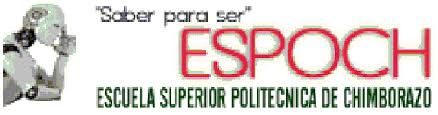 "Saber para ser"
ESPOCH
ESCUELA SUPERIOR POLITECNICA DE CHIMBORAZO